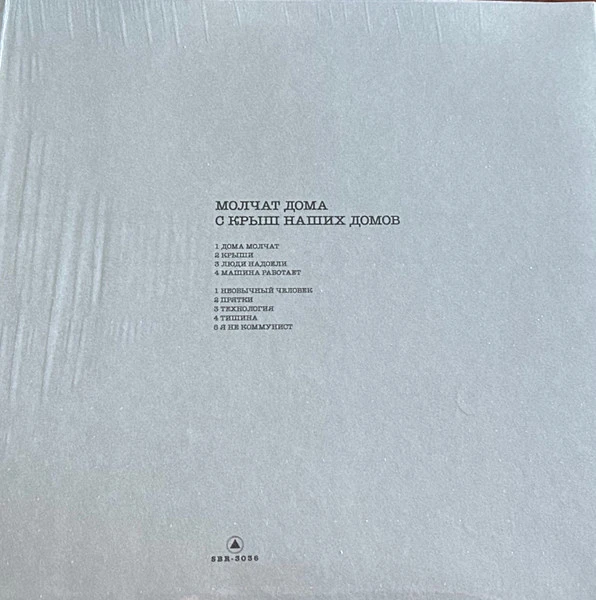 МОЛЧАТ ДОМА
С КРЫШ НАШИХ ДОМОВ
1 ДОМА МОЛЧАТ
2 КРЫШИ
3 ЛЮДИ НАДОЕЛИ
4 МАШИНА РАБОТАЕТ
1 НЕОБЫЧНЫЙ ЧЕЛОВЕК
2 ПРЯТКИ
3 ТЕХНОЛОГИЯ
4 ТИШИНА
5 Я НЕ КОММУНИСТ
SBR-3036